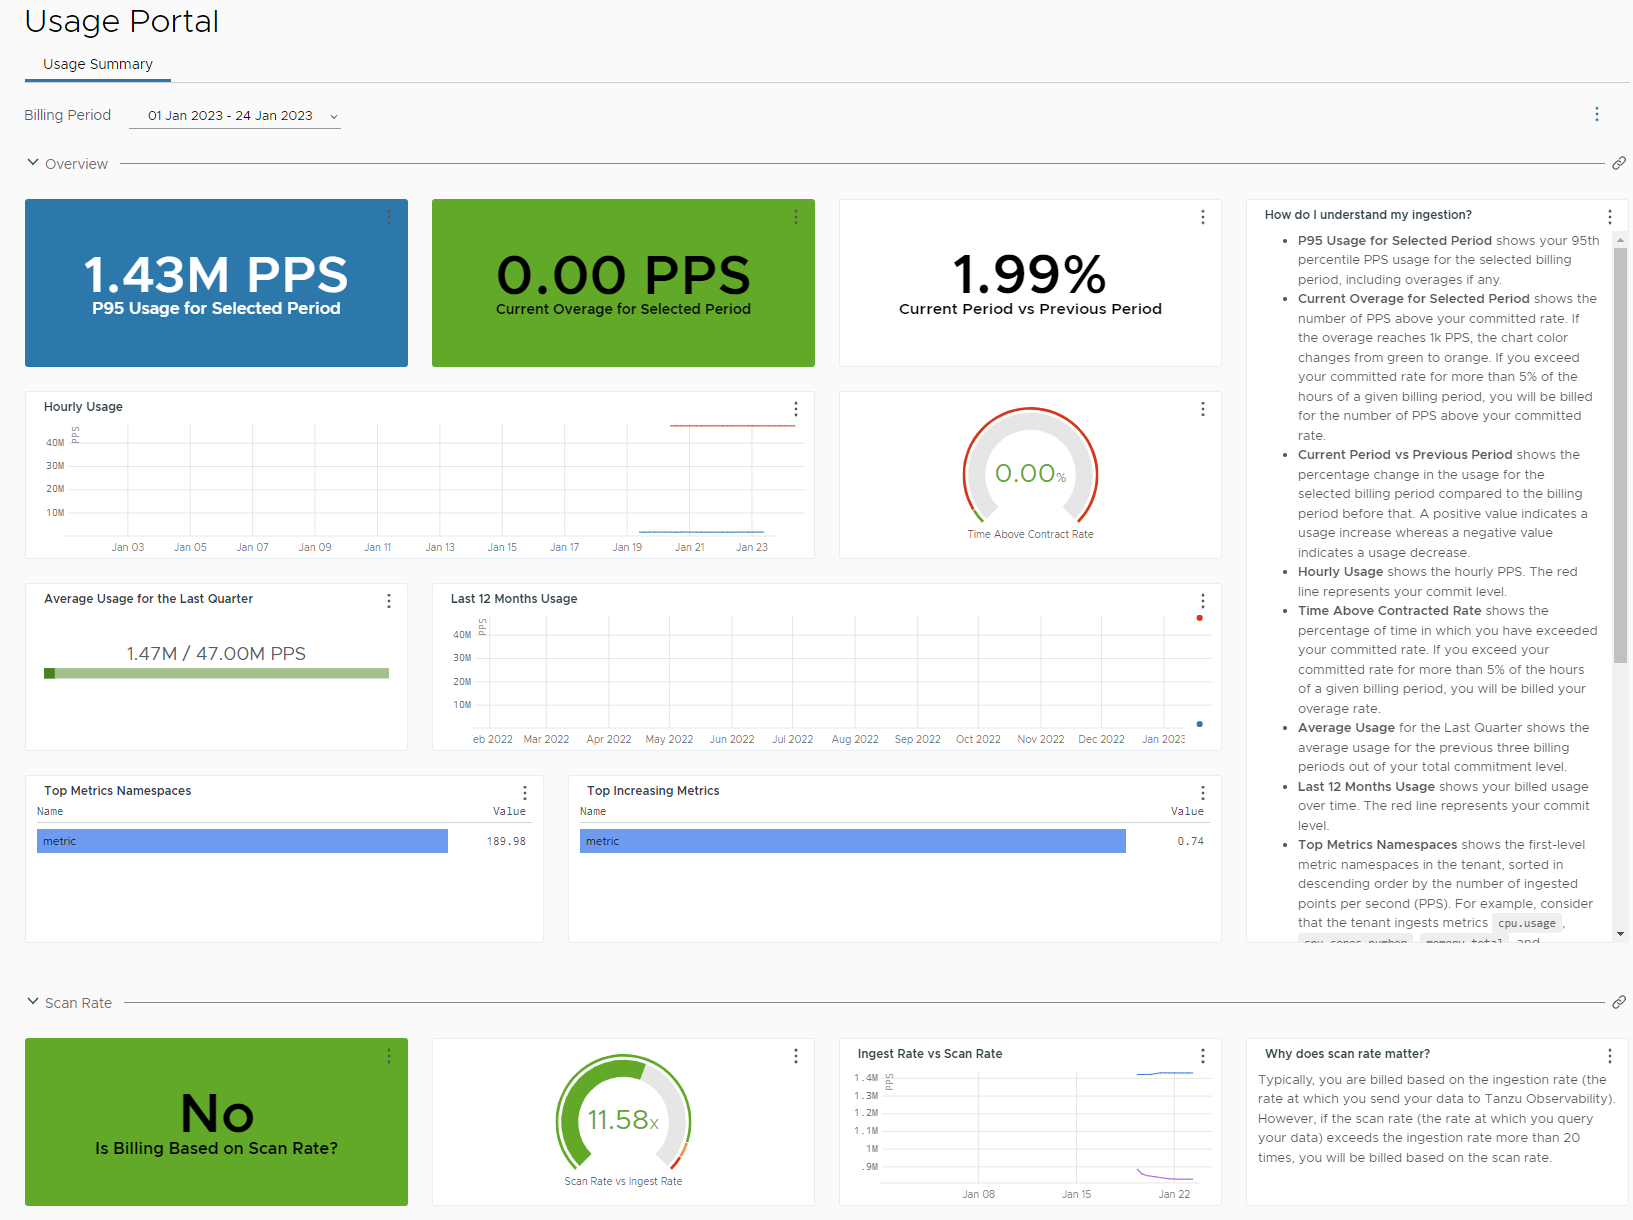 Usage Portal
Usage Summary
Billing Period
01 Jan 2023 - 24 Jan 2023
Overview
1.43M PPS
P95 Usage for Selected Period
0.00 PPS
Current Overage for Selected Period
1.99%
Current Period vs Previous Period
Hourly Usage
PPS
40M
30M
20M
10M
Jan 03
Jan 05
Jan 07
Jan 09
Jan 11
Jan 13
Jan 15
Jan 17
Jan 19
Jan 21
Jan 23
0.00%
Time Above Contract Rate
Average Usage for the Last Quarter
1.47M / 47.00M PPS
Last 12 Months Usage
PPS
40M
30M
20M
10M
eb 2022
Mar 2022
Apr 2022
May 2022
Jun 2022
Jul 2022
Aug 2022
Sep 2022
Oct 2022
Nov 2022
Dec 2022
Jan 2023
Top Metrics Namespaces
Name
Value
metric
189.98
Top Increasing Metrics
Name
Value
metric
0.74
How do I understand my ingestion?
• P95 Usage for Selected Period shows your 95th
percentile PPS usage for the selected billing
period, including overages if any.
• Current Overage for Selected Period shows the
number of PPS above your committed rate. If
the overage reaches 1k PPS, the chart color
changes from green to orange. If you exceed
your committed rate for more than 5% of the
hours of a given billing period, you will be billed
for the number of PPS above your committed
rate.
• Current Period vs Previous Period shows the
percentage change in the usage for the
selected billing period compared to the billing
period before that. A positive value indicates a
usage increase whereas a negative value
indicates a usage decrease.
• Hourly Usage shows the hourly PPS. The red
line represents your commit level.
• Time Above Contracted Rate shows the
percentage of time in which you have exceeded
your committed rate. If you exceed your
committed rate for more than 5% of the hours
of a given billing period, you will be billed your
overage rate.
• Average Usage for the Last Quarter shows the
average usage for the previous three billing
periods out of your total commitment level.
• Last 12 Months Usage shows your billed usage
over time. The red line represents your commit
level.
• Top Metrics Namespaces shows the first-level
metric namespaces in the tenant, sorted in
descending order by the number of ingested
points per second (PPS). For example, consider
that the tenant ingests metrics cpu.usage ,
cpu.cores.number , memory.total , and
Scan Rate
No
Is Billing Based on Scan Rate?
11.58x
Scan Rate vs Ingest Rate
Ingest Rate vs Scan Rate
PPS
1.4M
1.3M
1.2M
1.1M
1M
.9M
Jan 08
Jan 15
Jan 22
Why does scan rate matter?
Typically, you are billed based on the ingestion rate (the
rate at which you send your data to Tanzu Observability).
However, if the scan rate (the rate at which you query
your data) exceeds the ingestion rate more than 20
times, you will be billed based on the scan rate.